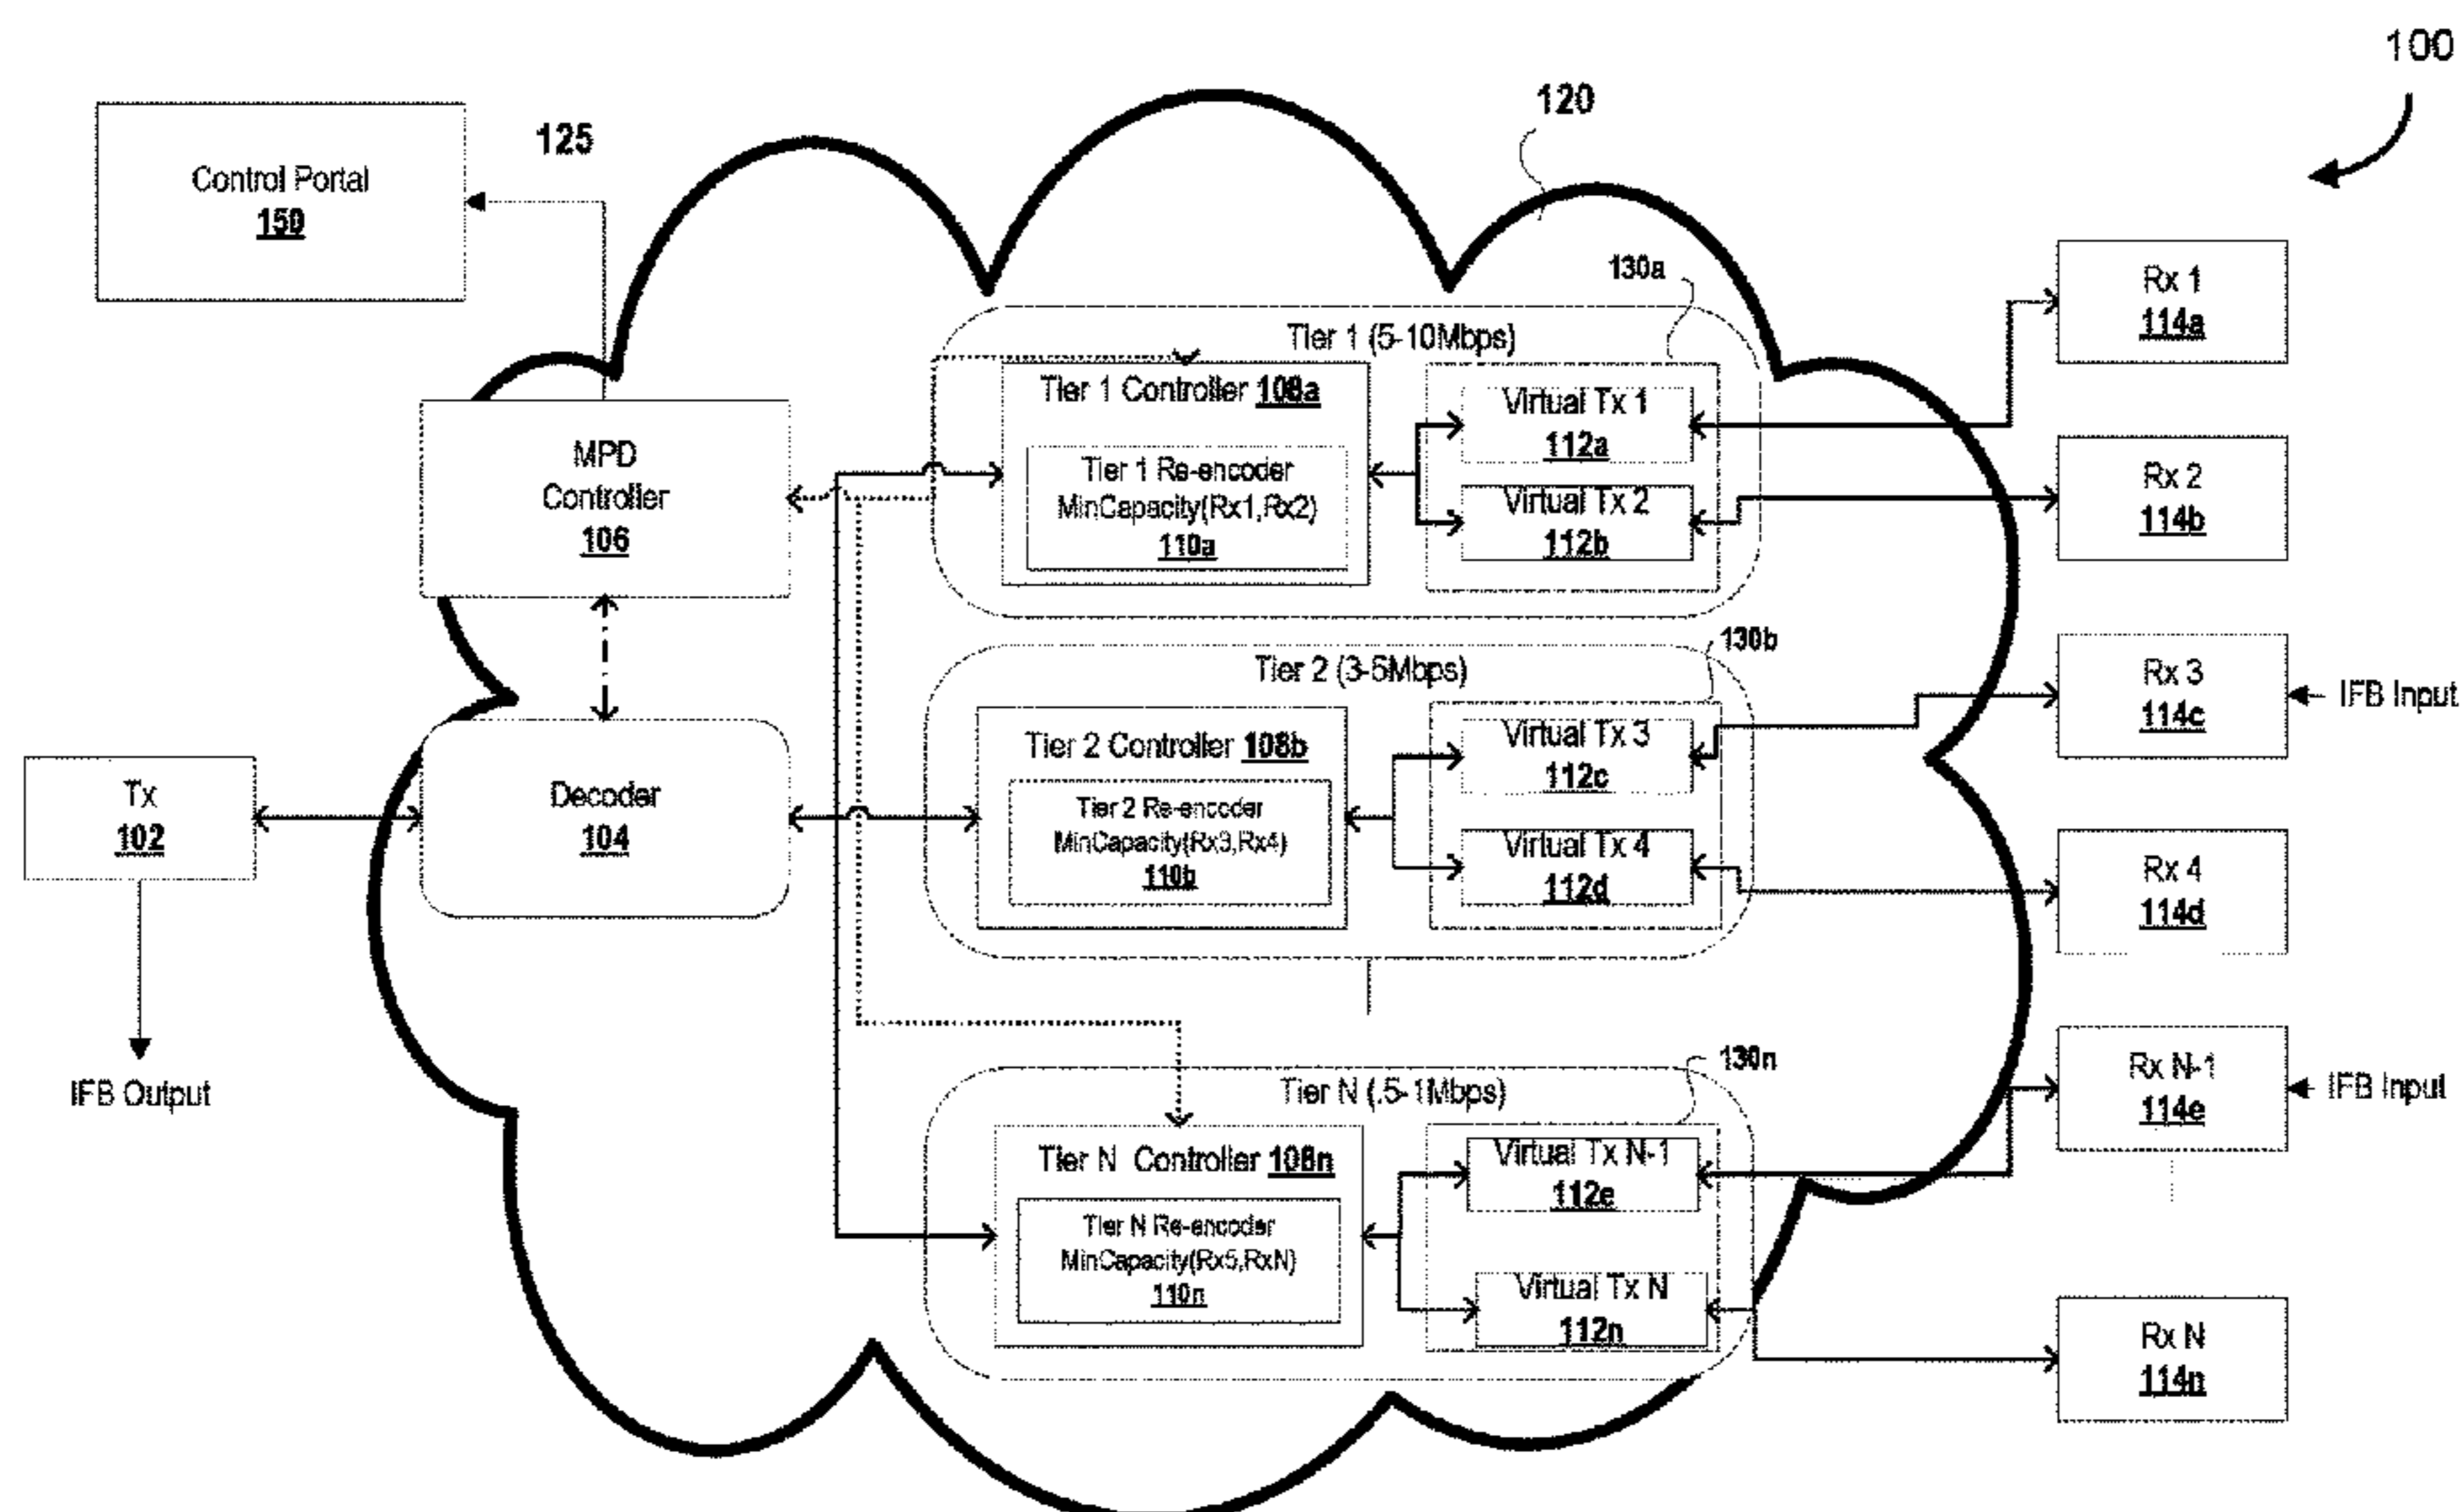 100
120
125
Control Portal
150
130a
Rx 1
114a
Tier 1 (5-10Mbps)
Tier 1 Controller 108a
Virtual Tx 1
112a
MPD
Controller
106
Tier 1 Re-encoder
MinCapacity(Rx1,Rx2)
110a
Virtual Tx 2
112b
Rx 2
114b
130b
Tier 2 (3-5Mbps)
Rx 3
114c
IFB Input
Tier 2 Controller 108b
Virtual Tx 3
112c
Tx
102
Decoder
104
Tier 2 Re-encoder
MinCapacity(Rx3,Rx4)
110b
Virtual Tx 4
112d
Rx 4
114d
130n
IFB Output
Tier N (.5-1Mbps)
Rx N-1
114e
IFB Input
Tier N Controller 108n
Virtual Tx N-1
112e
Tier N Re-encoder
MinCapacity(Rx5,RxN)
110n
Virtual Tx N
112n
Rx N
114n